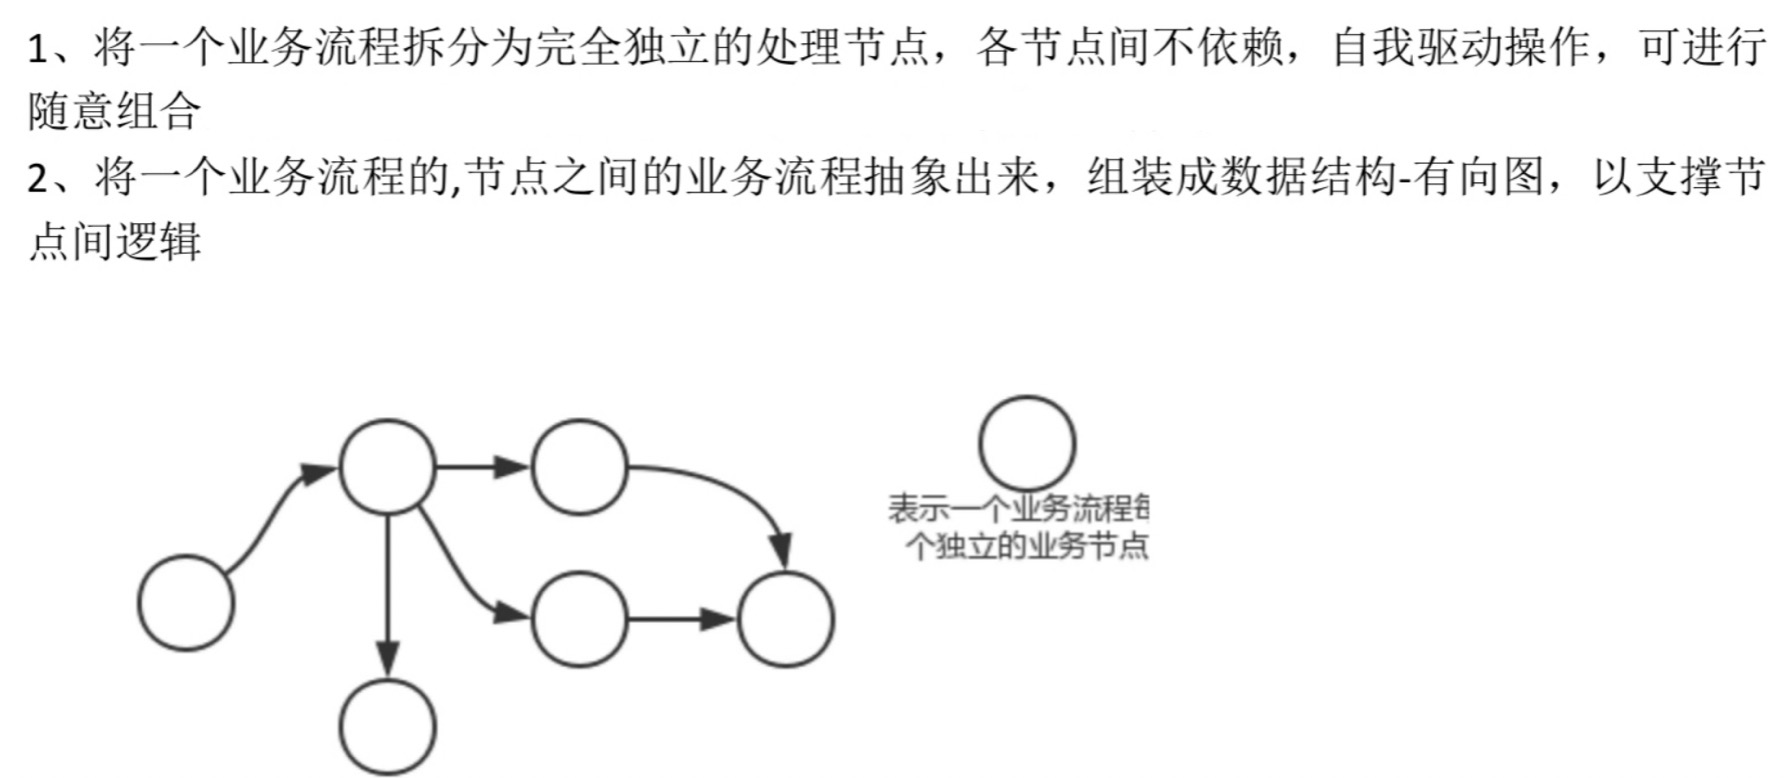 1、将一个业务流程拆分为完全独立的处理节点，各节点间不依赖，自我驱动操作，可进行
随意组合
2、将一个业务流程的,节点之间的业务流程抽象出来，组装成数据结构-有向图，以支撑节
点间逻辑
表示一个业务流程每
个独立的业务节点